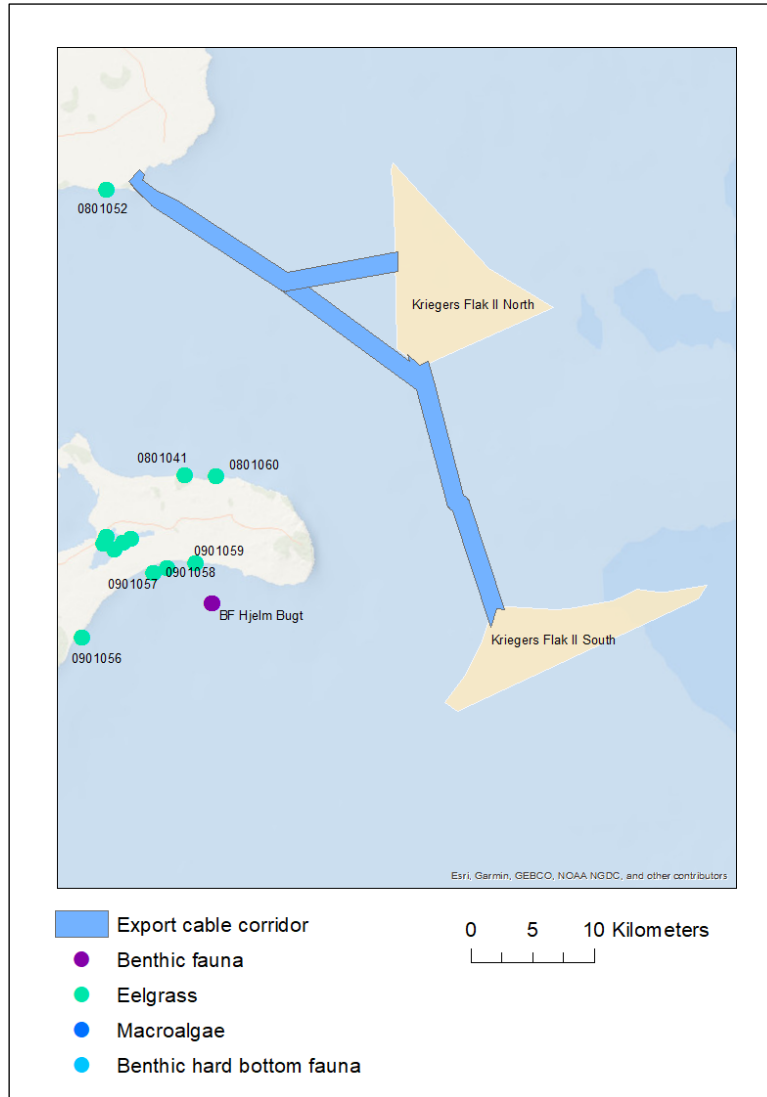 0801052
Kriegers Flak II North
0801041
0801060
0901059
0901058
0901057
BF Hjelm Bugt
Kriegers Flak II South
0901056
Esri, Garmin, GEBCO, NOAA NGDC, and other contributors
Export cable corridor
0 5 10 Kilometers
Benthic fauna
Eelgrass
Macroalgae
Benthic hard bottom fauna